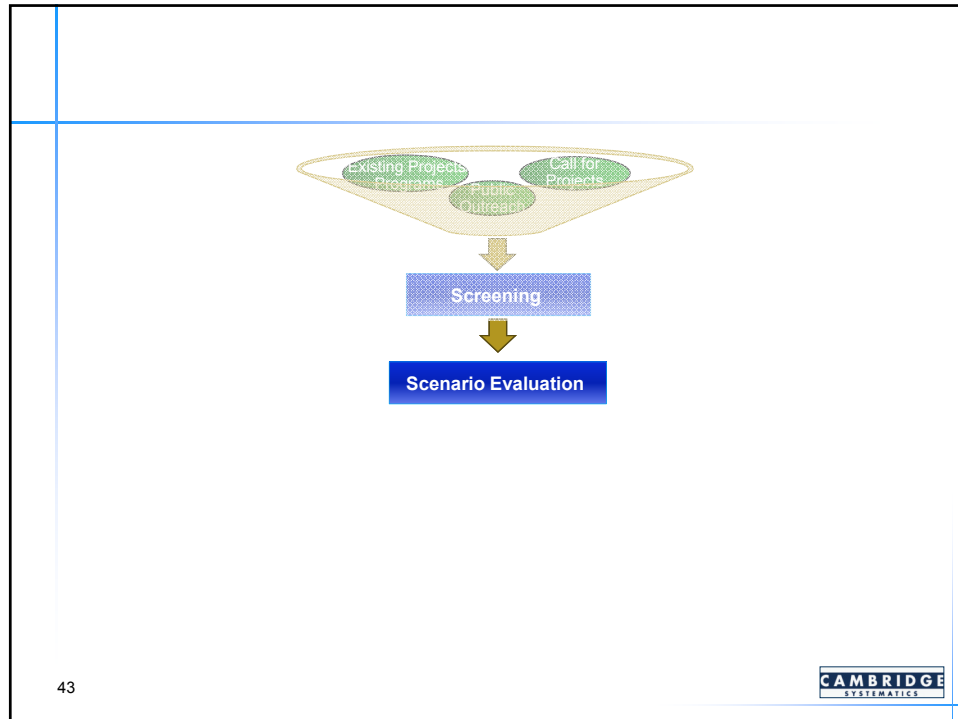 Existing Projects
Programs
Call for
Projects
Public
Outreach
Screening
Scenario Evaluation
43
CAMBRIDGE
SYSTEMATICS